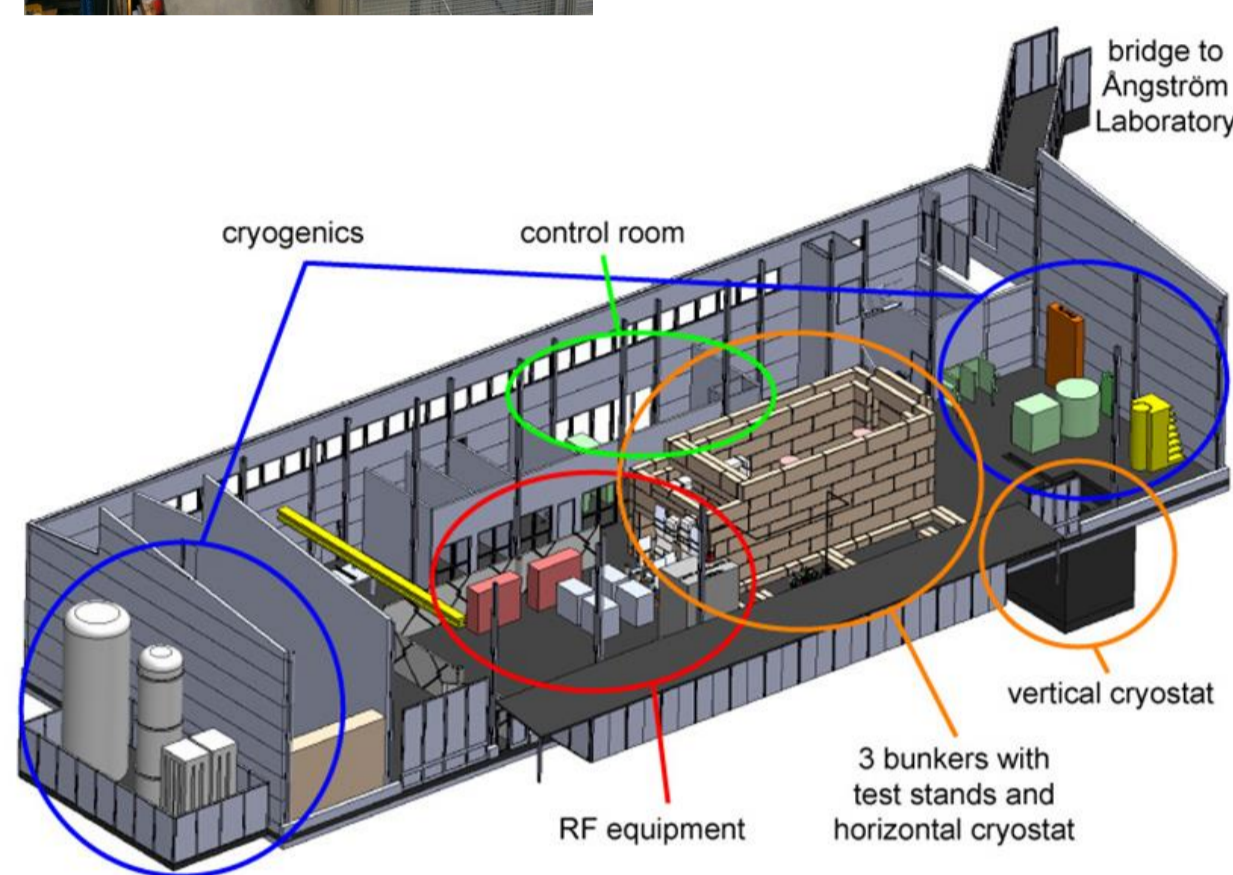 bridge to
Ångström
Laboratory
cryogenics
control room
vertical cryostat
3 bunkers with
test stands and
horizontal cryostat
RF equipment